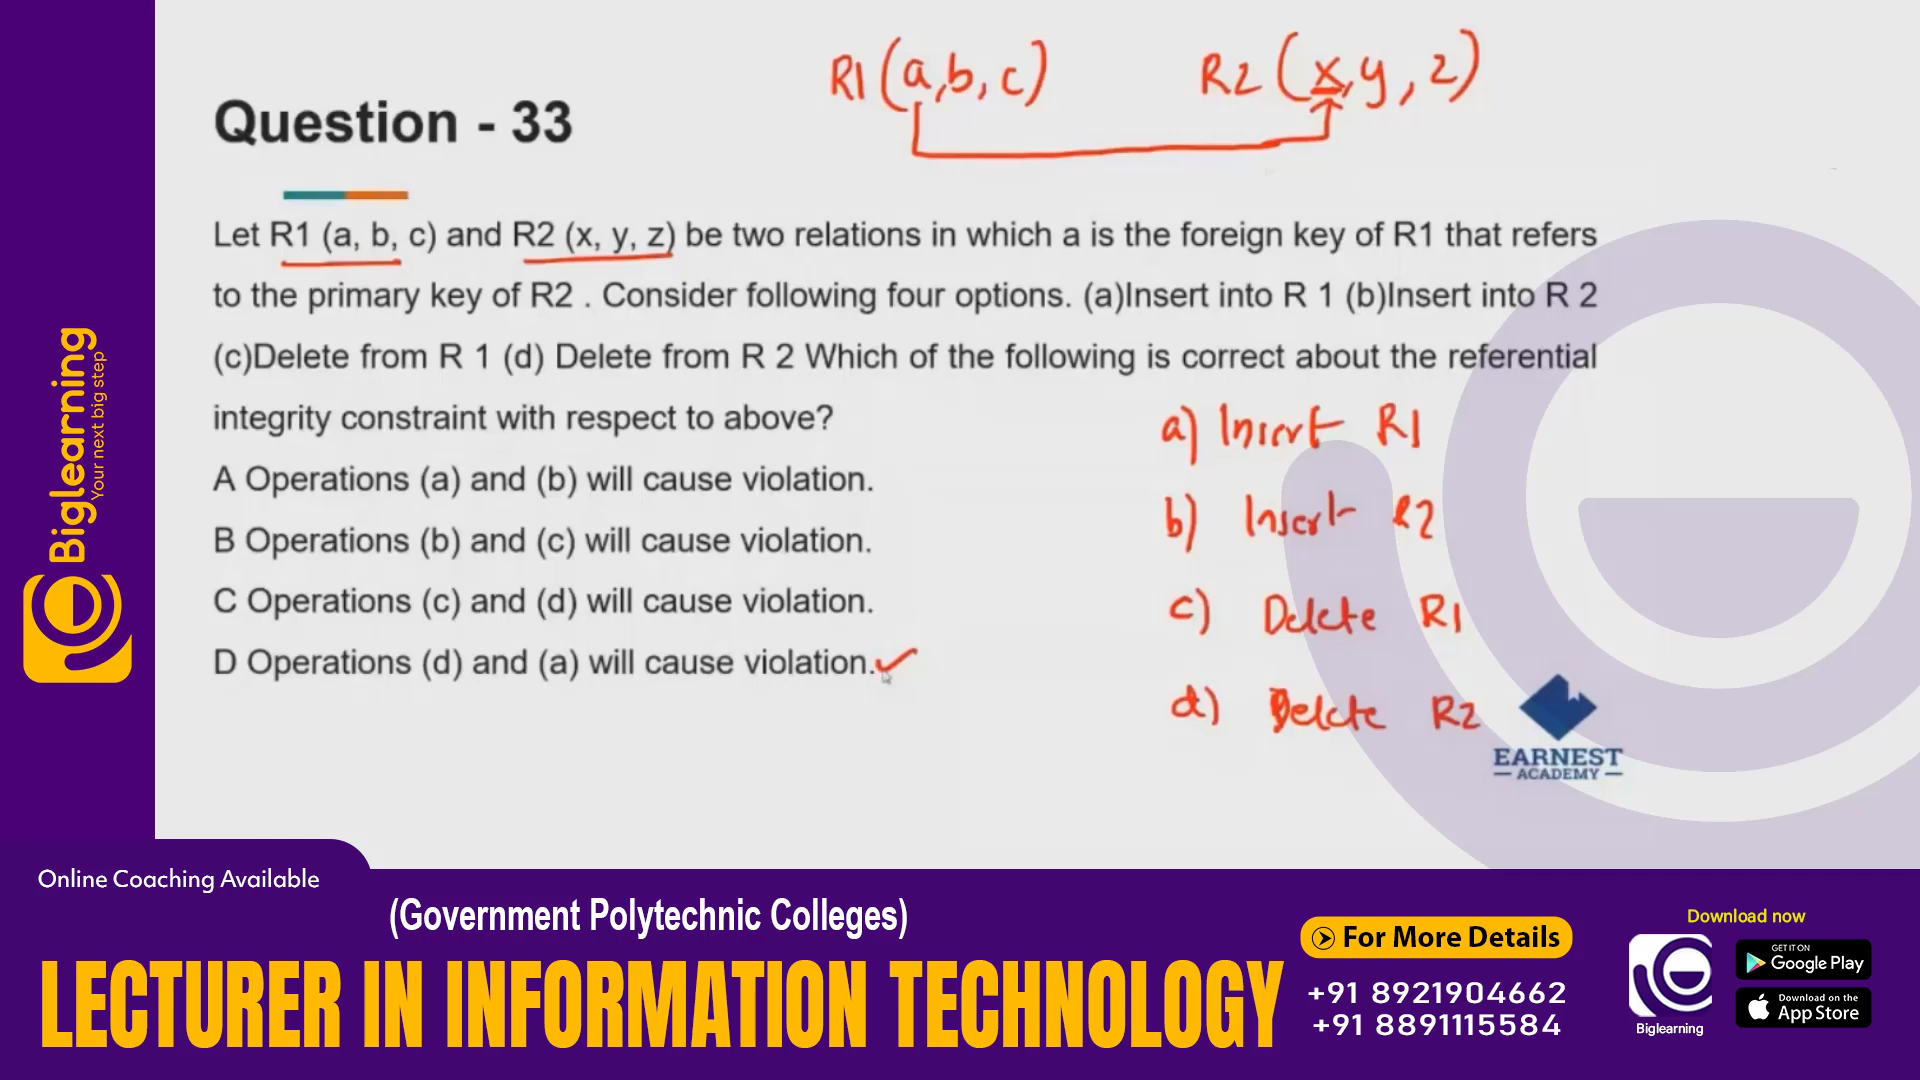 R1 (a, b, c) R2 (x, y, z)
Question - 33
Let R1 (a, b, c) and R2 (x, y, z) be two relations in which a is the foreign key of R1 that refers
to the primary key of R2 . Consider following four options. (a)Insert into R 1 (b)Insert into R 2
(c)Delete from R 1 (d) Delete from R 2 Which of the following is correct about the referential
integrity constraint with respect to above?
a) Insert R1
A Operations (a) and (b) will cause violation.
b) Insert R2
B Operations (b) and (c) will cause violation.
C Operations (c) and (d) will cause violation.
c) Delete R1
D Operations (d) and (a) will cause violation.
d) Delete R2
EARNEST
ACADEMY
Biglearning
Your next big step
Online Coaching Available
(Government Polytechnic Colleges)
LECTURER IN INFORMATION TECHNOLOGY
For More Details
+91 8921904662
+91 8891115584
Download now
Biglearning
GET IT ON
Google Play
Download on the
App Store